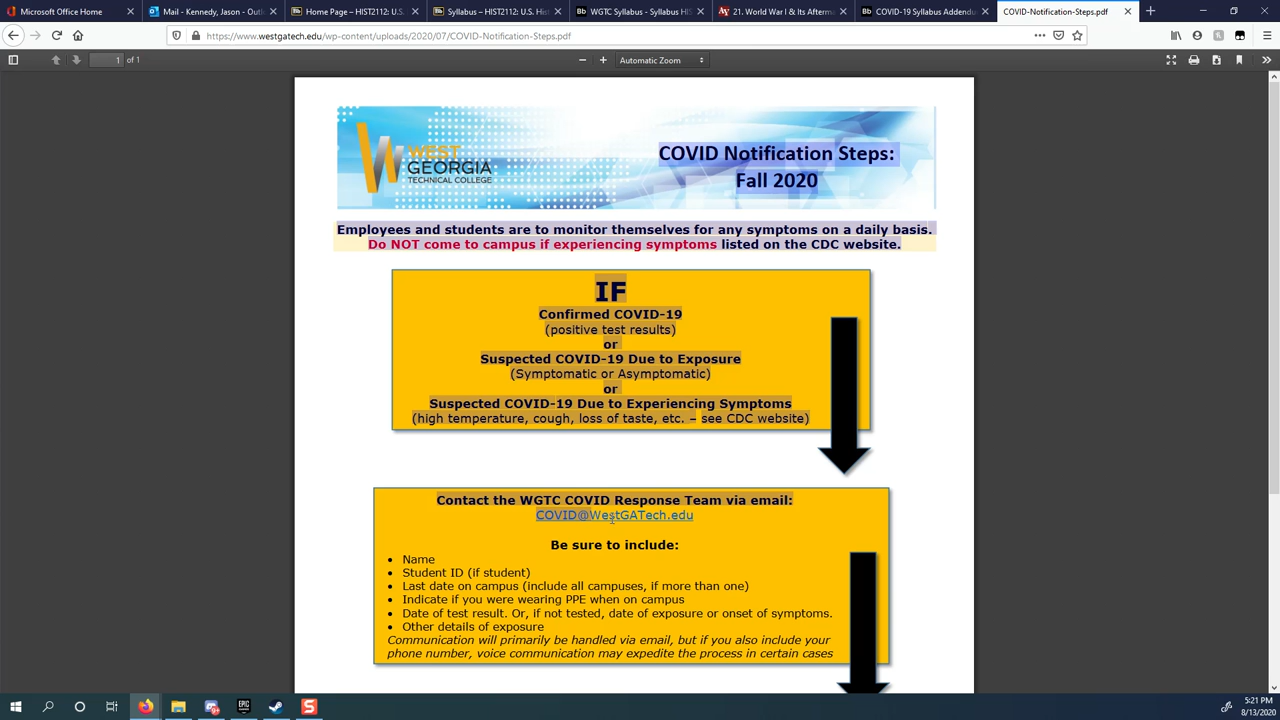 Microsoft Office Home
Mail - Kennedy, Jason - Outl
Home Page – HIST2112: U.S.
Syllabus – HIST2112: U.S. His
WGTC Syllabus - Syllabus HIS
21. World War I & Its Afterma
COVID-19 Syllabus Addendu
COVID-Notification-Steps.pdf
https://www.westgatech.edu/wp-content/uploads/2020/07/COVID-Notification-Steps.pdf
1 of 1
Automatic Zoom
WEST
GEORGIA
TECHNICAL COLLEGE
COVID Notification Steps:
Fall 2020
Employees and students are to monitor themselves for any symptoms on a daily basis.
Do NOT come to campus if experiencing symptoms listed on the CDC website.
IF
Confirmed COVID-19
(positive test results)
or
Suspected COVID-19 Due to Exposure
(Symptomatic or Asymptomatic)
or
Suspected COVID-19 Due to Experiencing Symptoms
(high temperature, cough, loss of taste, etc. – see CDC website)
Contact the WGTC COVID Response Team via email:
COVID@WestGATech.edu
Be sure to include:
• Name
• Student ID (if student)
• Last date on campus (include all campuses, if more than one)
• Indicate if you were wearing PPE when on campus
• Date of test result. Or, if not tested, date of exposure or onset of symptoms.
• Other details of exposure
Communication will primarily be handled via email, but if you also include your
phone number, voice communication may expedite the process in certain cases
EPIC
5:21 PM
8/13/2020